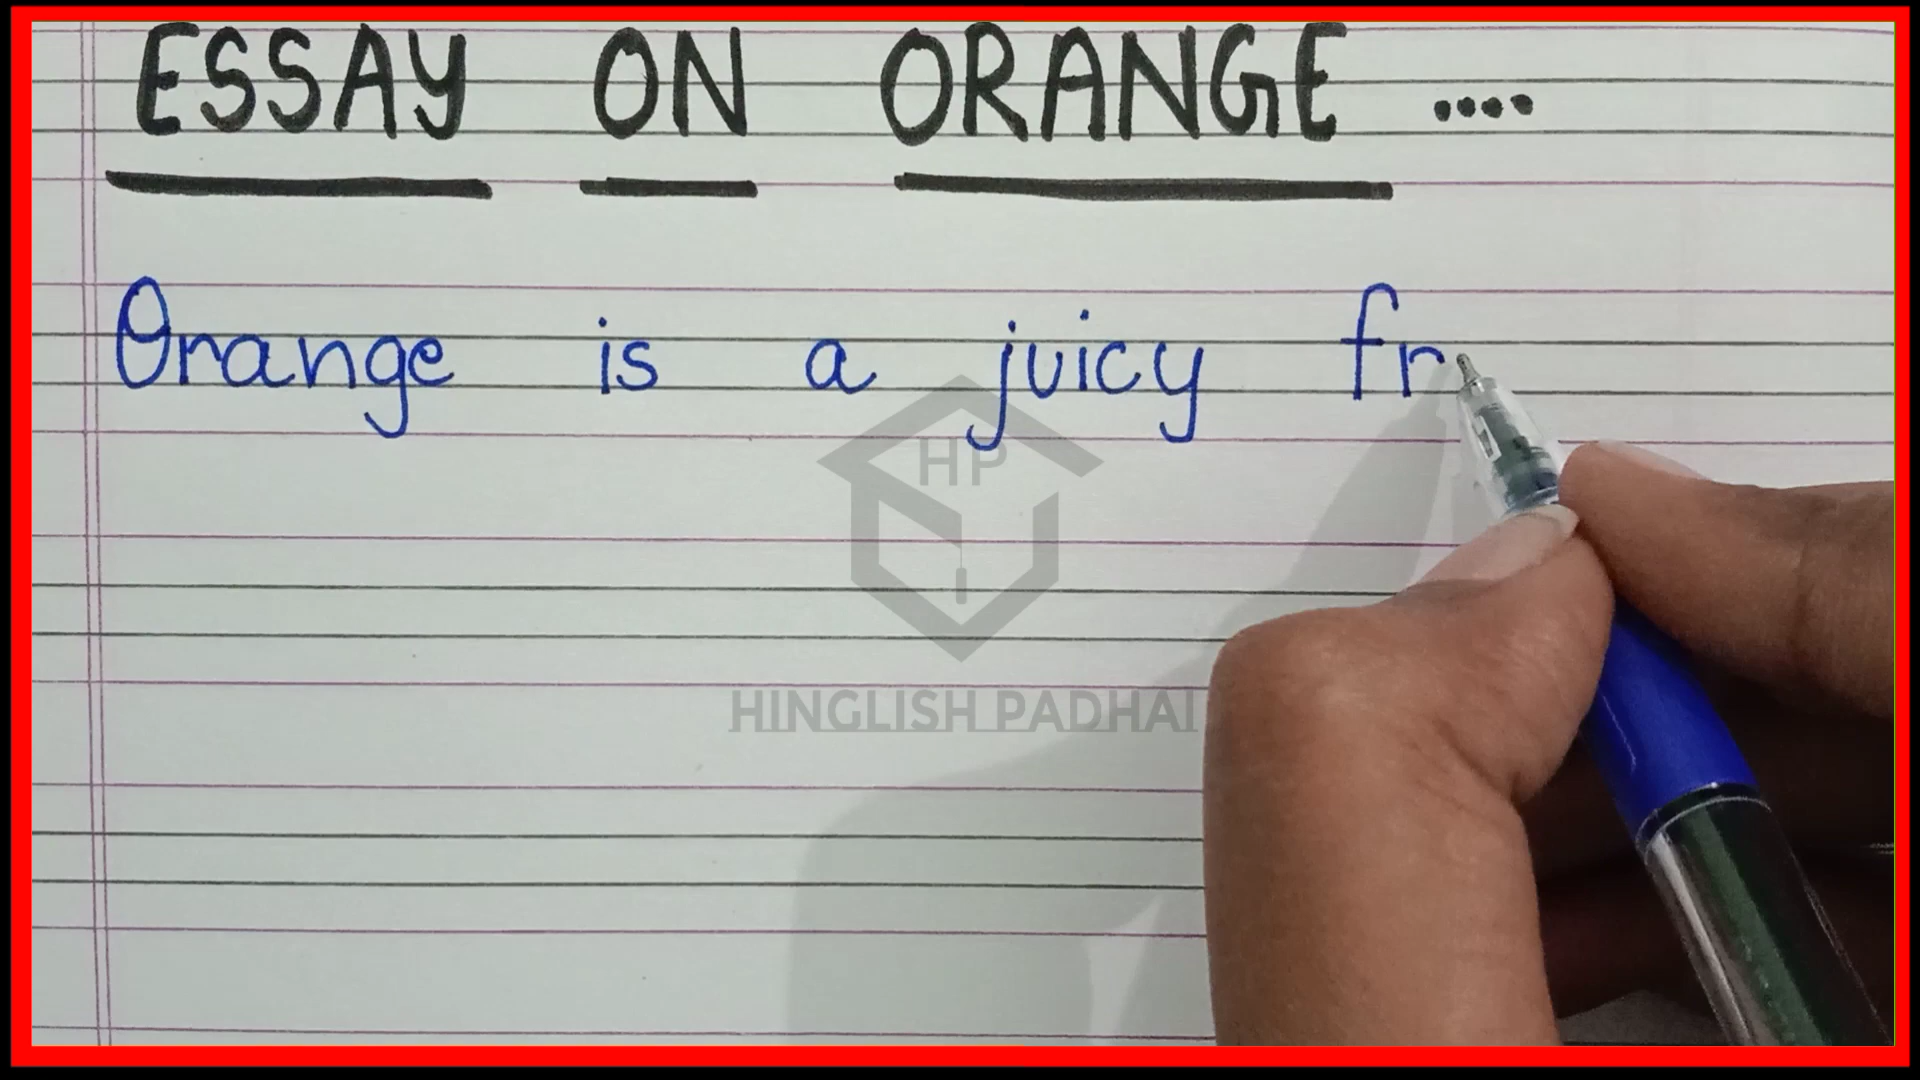 ESSAY ON ORANGE ....
Orange is a juicy fr
HP
HINGLISH PADHAI